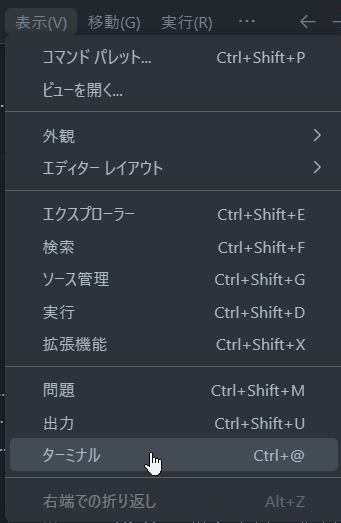 表示(V) 移動(G) 実行(R) ···
コマンド パレット... Ctrl+Shift+P
ビューを開く...
外観
エディター レイアウト
エクスプローラー Ctrl+Shift+E
検索 Ctrl+Shift+F
ソース管理 Ctrl+Shift+G
実行 Ctrl+Shift+D
拡張機能 Ctrl+Shift+X
問題 Ctrl+Shift+M
出力 Ctrl+Shift+U
ターミナル Ctrl+@
右端での折り返し Alt+Z